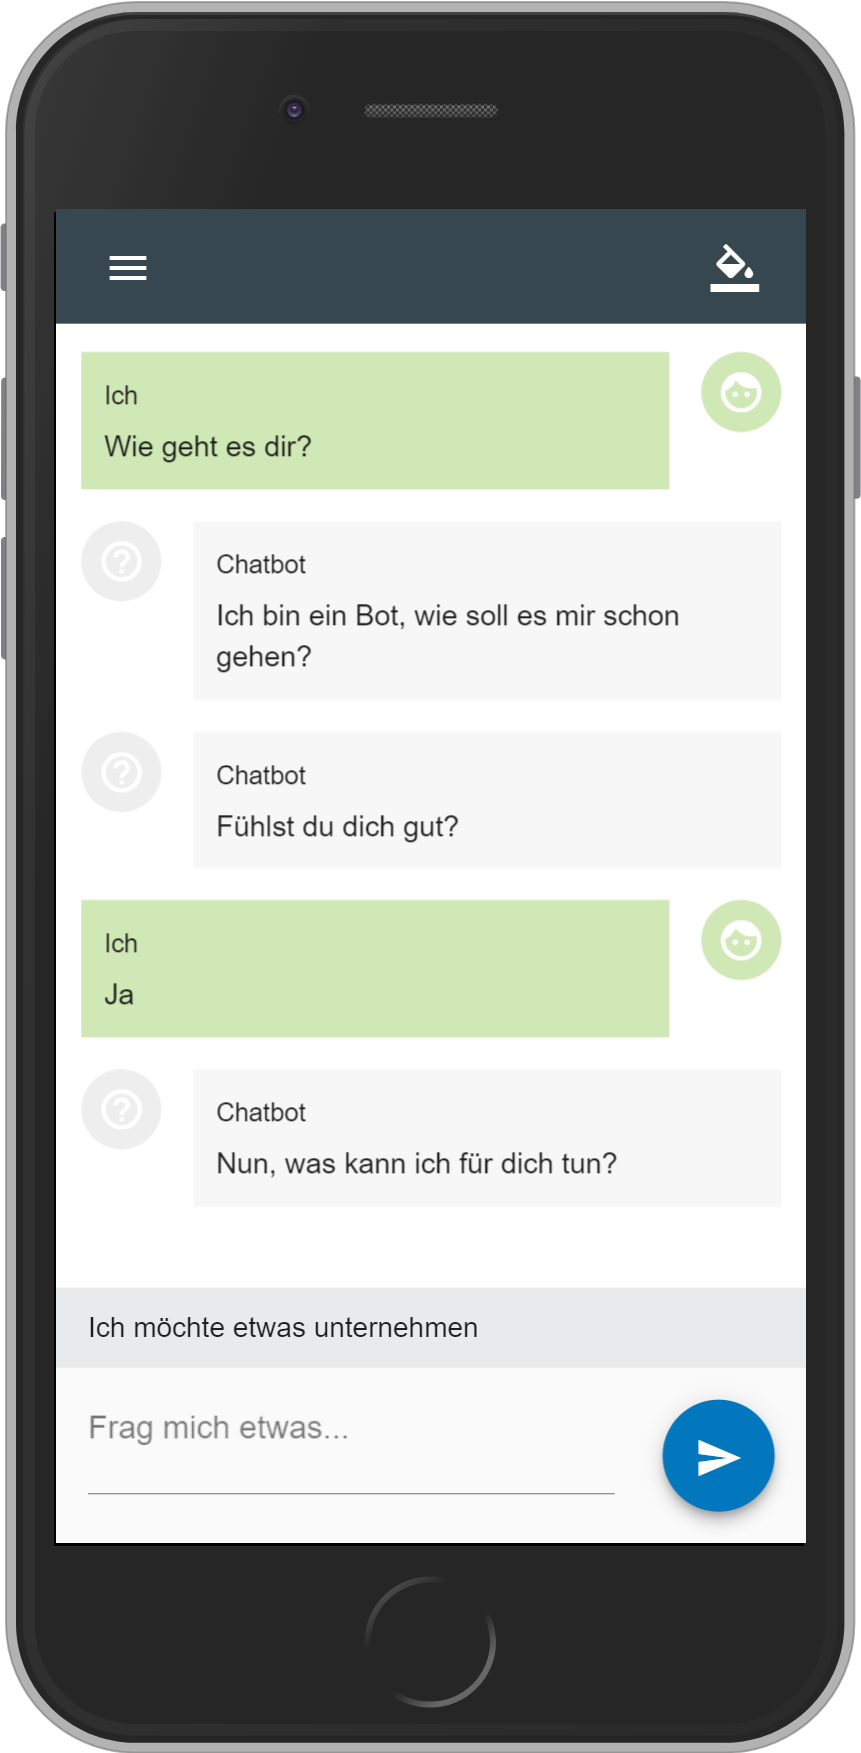 Ich
Wie geht es dir?
Chatbot
Ich bin ein Bot, wie soll es mir schon
gehen?
Chatbot
Fühlst du dich gut?
Ich
Ja
Chatbot
Nun, was kann ich für dich tun?
Ich möchte etwas unternehmen
Frag mich etwas...